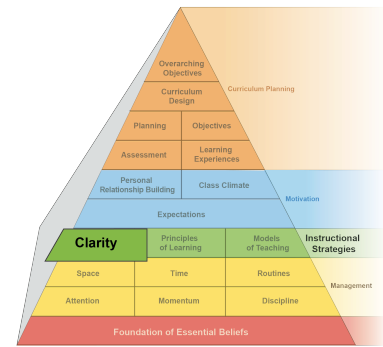 Overarching
Objectives
Curriculum Planning
Curriculum
Design
Planning
Objectives
Assessment
Learning
Experiences
Personal
Relationship Building
Class Climate
Motivation
Expectations
Clarity
Principles
of Learning
Models
of Teaching
Instructional
Strategies
Space
Time
Routines
Management
Attention
Momentum
Discipline
Foundation of Essential Beliefs